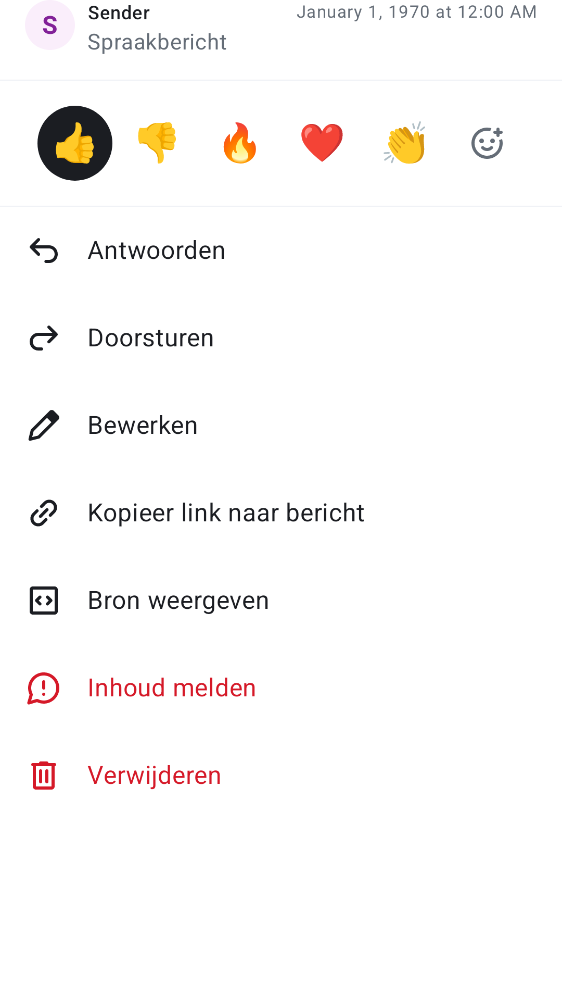 S
Sender
January 1, 1970 at 12:00 AM
Spraakbericht
Antwoorden
Doorsturen
Bewerken
Kopieer link naar bericht
Bron weergeven
Inhoud melden
Verwijderen